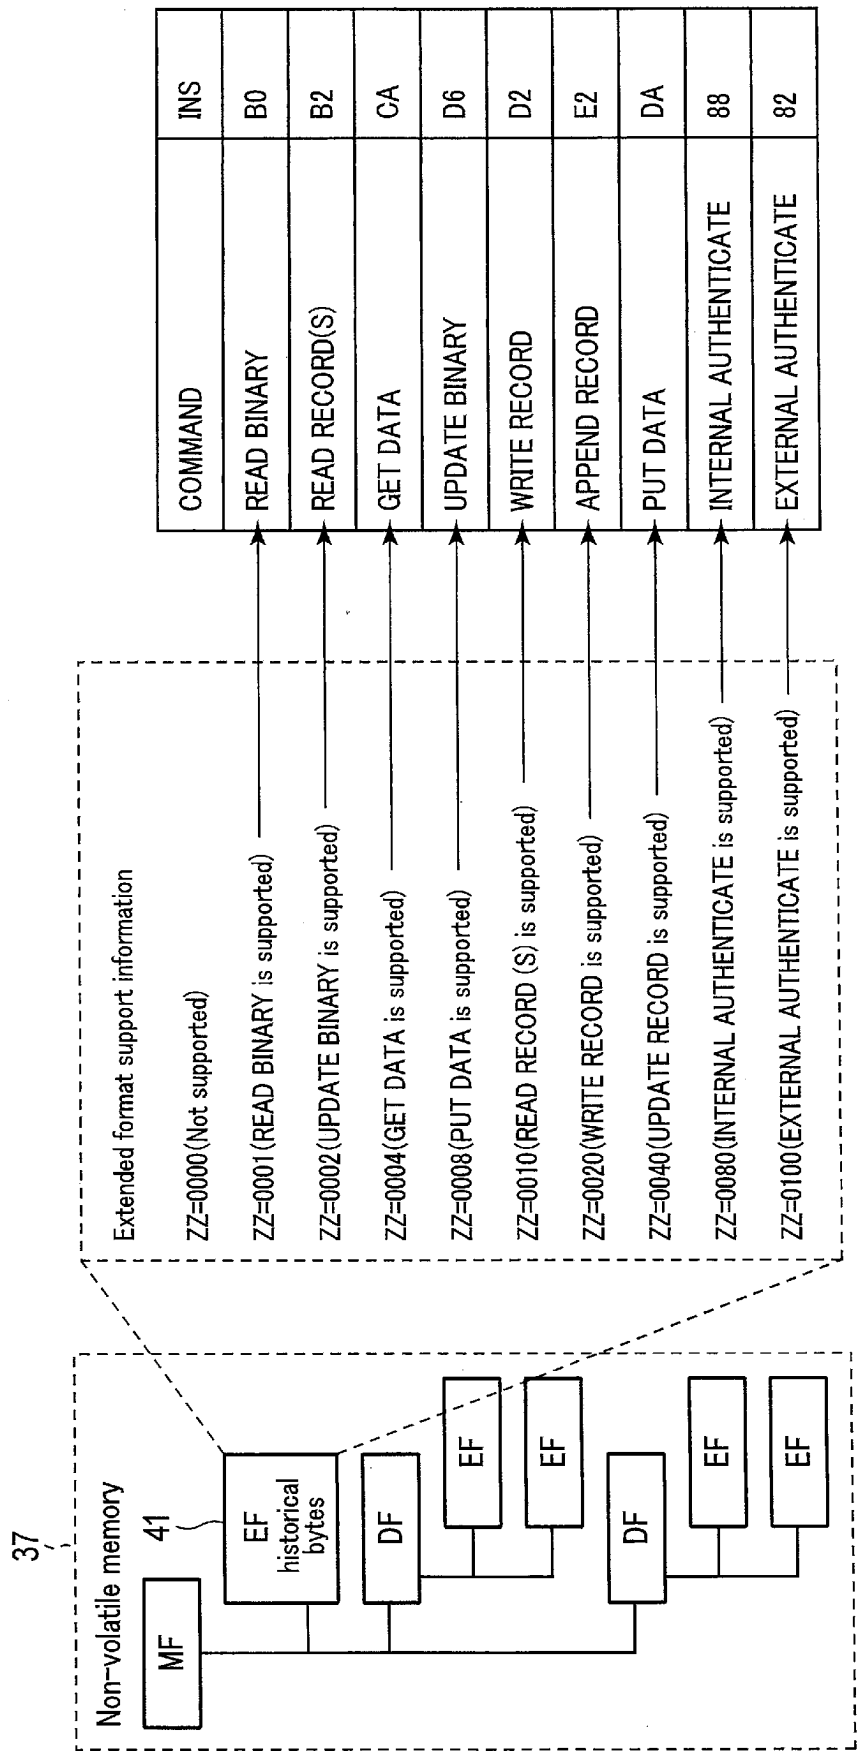 37
Non-volatile memory
MF
41
EF
historical
bytes
DF
EF
EF
DF
EF
EF
Extended format support information
ZZ=0000(Not supported)
ZZ=0001(READ BINARY is supported)
ZZ=0002(UPDATE BINARY is supported)
ZZ=0004(GET DATA is supported)
ZZ=0008(PUT DATA is supported)
ZZ=0010(READ RECORD (S) is supported)
ZZ=0020(WRITE RECORD is supported)
ZZ=0040(UPDATE RECORD is supported)
ZZ=0080(INTERNAL AUTHENTICATE is supported)
ZZ=0100(EXTERNAL AUTHENTICATE is supported)
COMMAND INS
READ BINARY B0
READ RECORD(S) B2
GET DATA CA
UPDATE BINARY D6
WRITE RECORD D2
APPEND RECORD E2
PUT DATA DA
INTERNAL AUTHENTICATE 88
EXTERNAL AUTHENTICATE 82